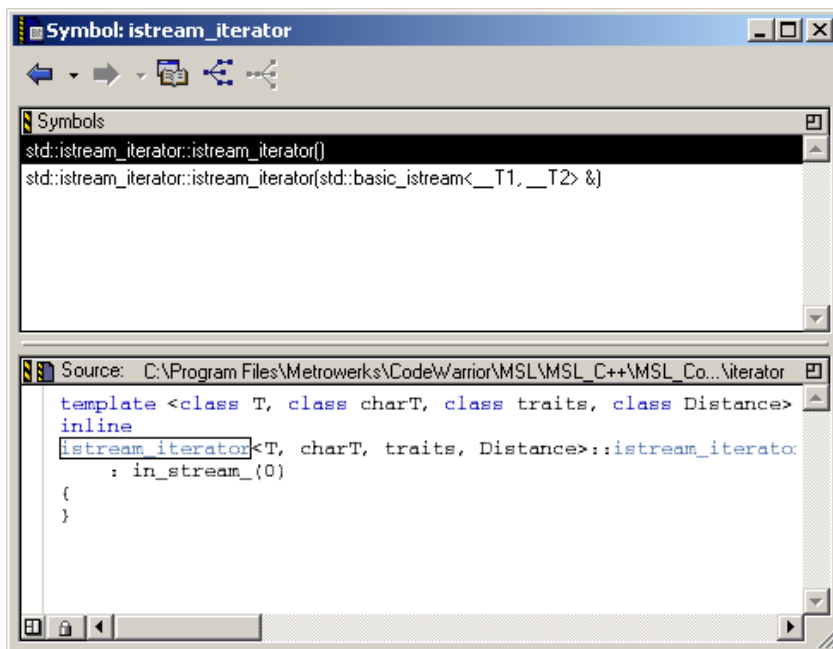 Symbol: istream_iterator
Symbols
std::istream_iterator::istream_iterator()
std::istream_iterator::istream_iterator(std::basic_istream<__T1, __T2> &)
Source: C:\Program Files\Metrowerks\CodeWarrior\MSL\MSL_C++\MSL_Co...\iterator
template <class T, class charT, class traits, class Distance>
inline
istream_iterator<T, charT, traits, Distance>::istream_iterato
: in_stream_(0)
{
}